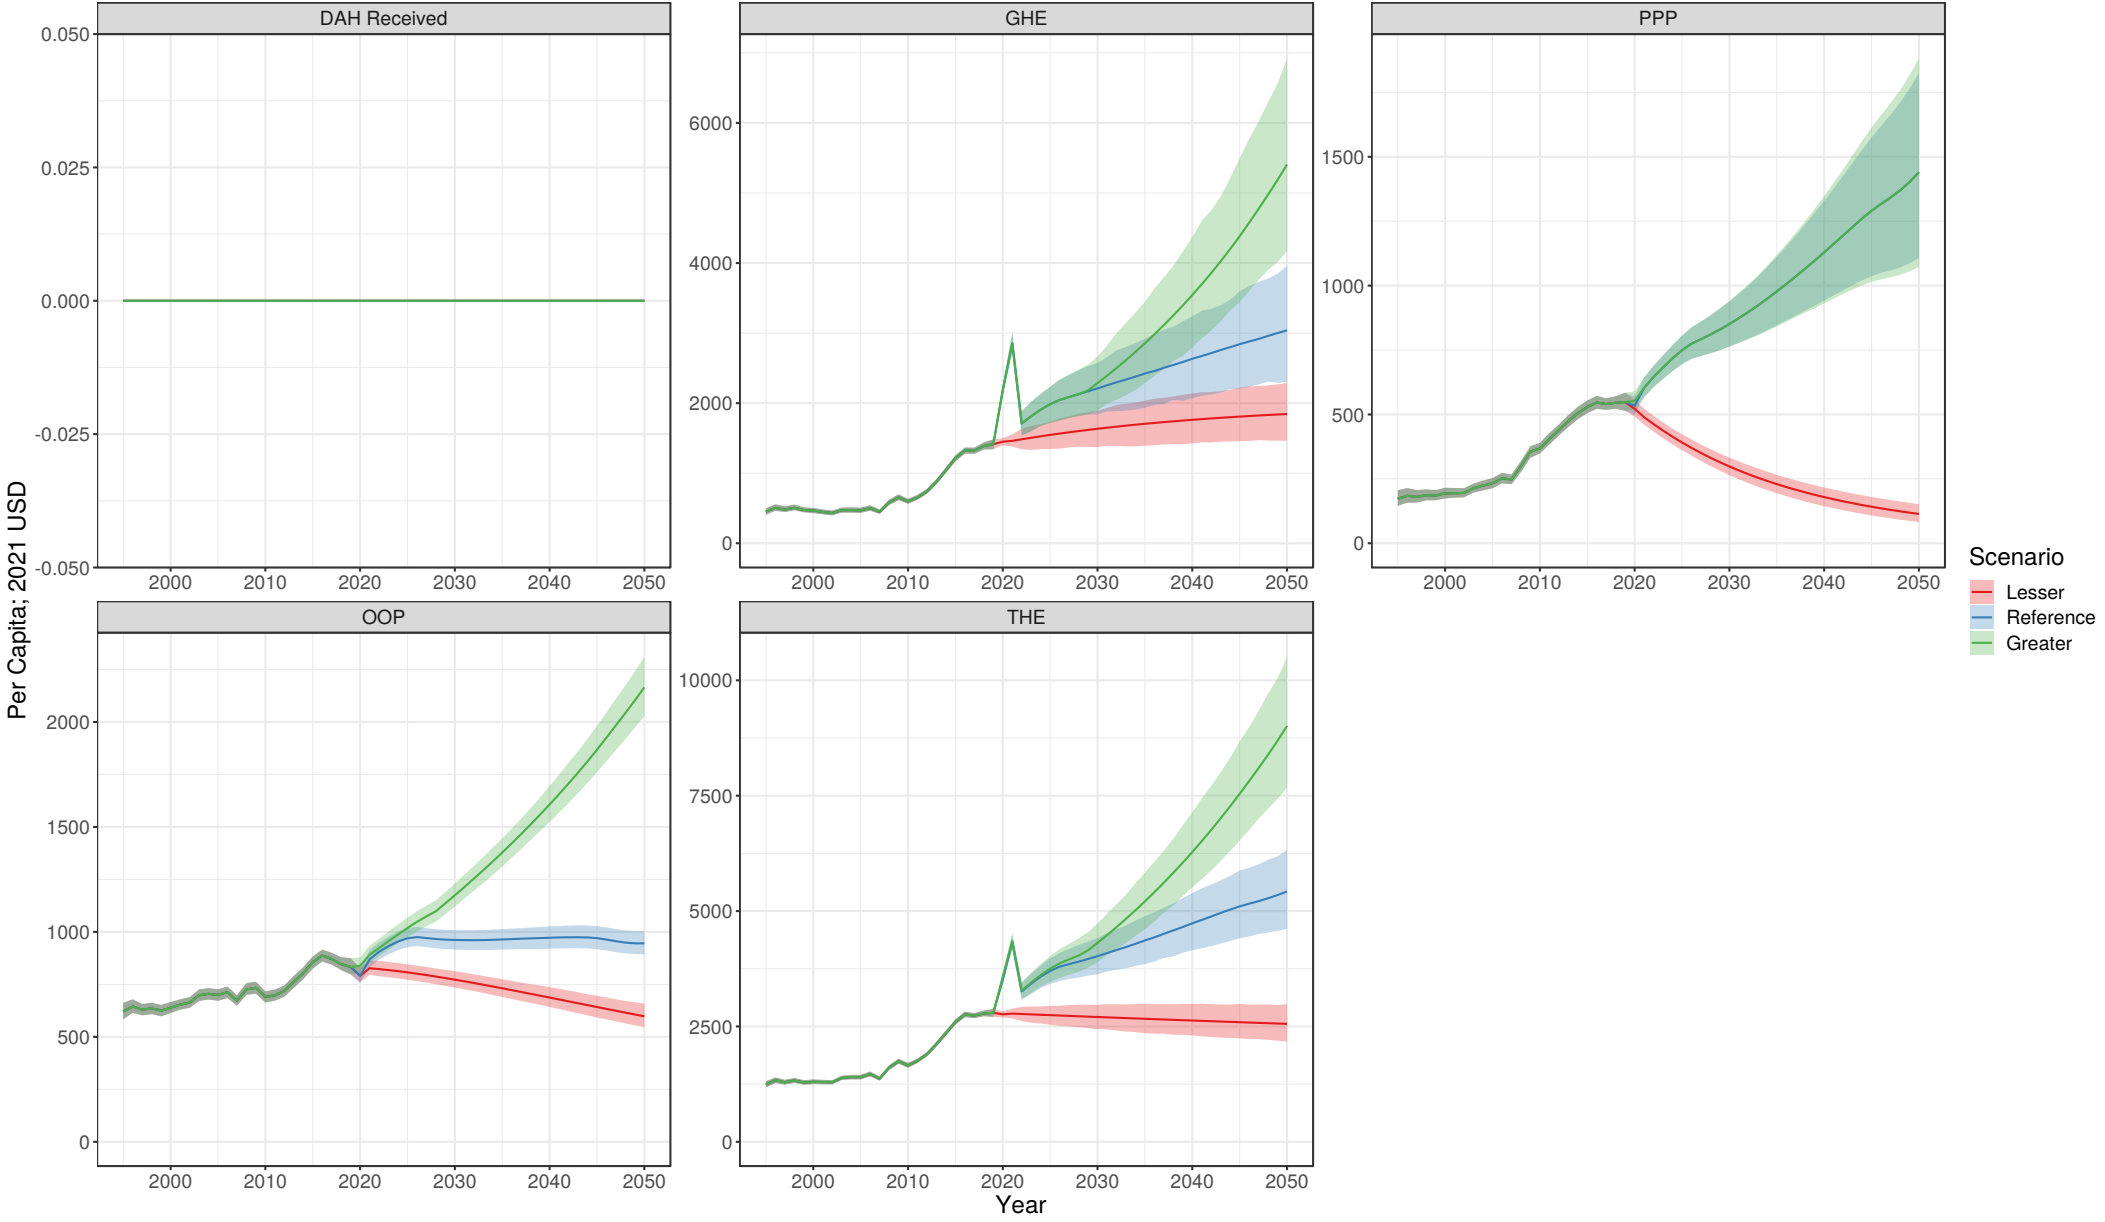 DAH Received
GHE
PPP
0.050
0.025
0.000
-0.025
-0.050
6000
4000
2000
0
1500
1000
500
0
2000 2010 2020 2030 2040 2050
2000 2010 2020 2030 2040 2050
2000 2010 2020 2030 2040 2050
OOP
THE
2000
1500
1000
500
0
10000
7500
5000
2500
0
2000 2010 2020 2030 2040 2050
2000 2010 2020 2030 2040 2050
Per Capita; 2021 USD
Year
Scenario
Lesser
Reference
Greater